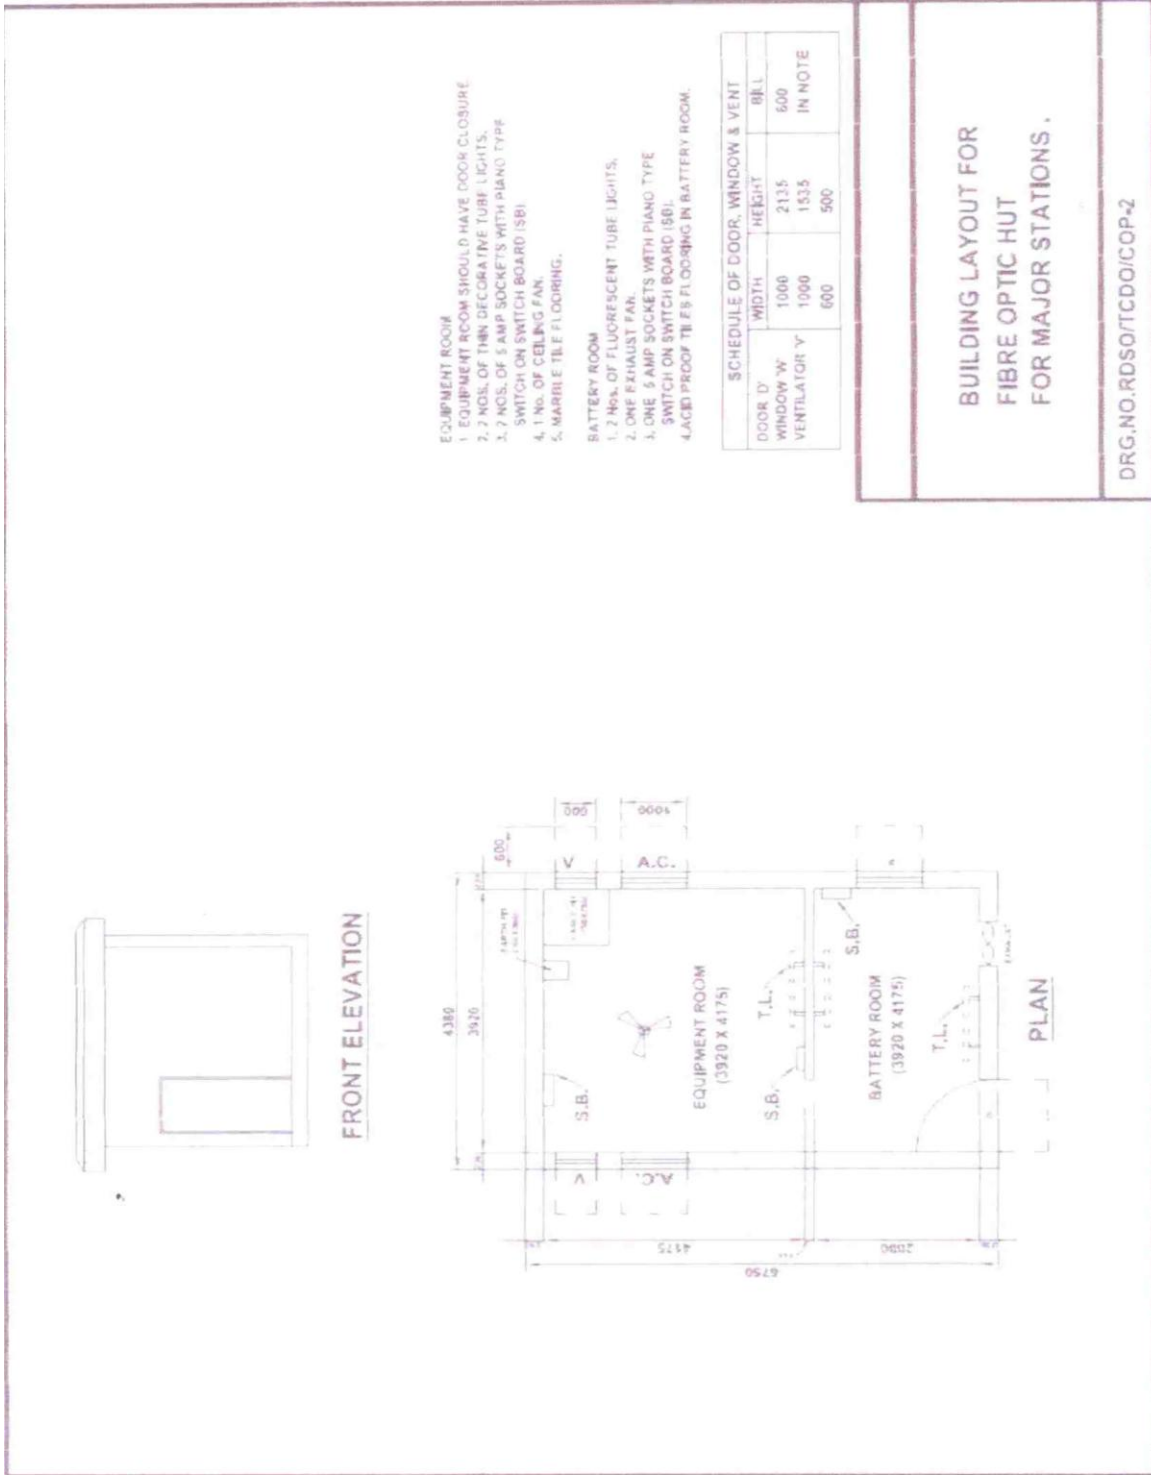 EQUIPMENT ROOM
1 EQUIPMENT ROOM SHOULD HAVE DOOR CLOSURE.
2. 2 NOS. OF THIN DECORATIVE TUBE LIGHTS.
3. 2 NOS. OF 5 AMP SOCKETS WITH PIANO TYPE
SWITCH ON SWITCH BOARD (SB).
4. 1 No. OF CEILING FAN.
5. MARBLE TILE FLOORING.
BATTERY ROOM
1. 2 Nos. OF FLUORESCENT TUBE LIGHTS.
2. ONE EXHAUST FAN.
3. ONE 5 AMP SOCKETS WITH PIANO TYPE
SWITCH ON SWITCH BOARD (SB).
4. ACID PROOF TILES FLOORING IN BATTERY ROOM.
SCHEDULE OF DOOR, WINDOW & VENT
WIDTH HEIGHT
DOOR 'D' 1000 2135 600
WINDOW 'W' 1000 1535 IN NOTE
VENTILATOR 'V' 600 500
BUILDING LAYOUT FOR
FIBRE OPTIC HUT
FOR MAJOR STATIONS .
DRG.NO.RDSO/TCDO/COP-2
FRONT ELEVATION
4380
3920
600
600
1000
V
A.C.
V
A.C.
S.B.
EQUIPMENT ROOM
(3920 X 4175)
T.L.
S.B.
S.B.
BATTERY ROOM
(3920 X 4175)
T.L.
4175
6750
PLAN